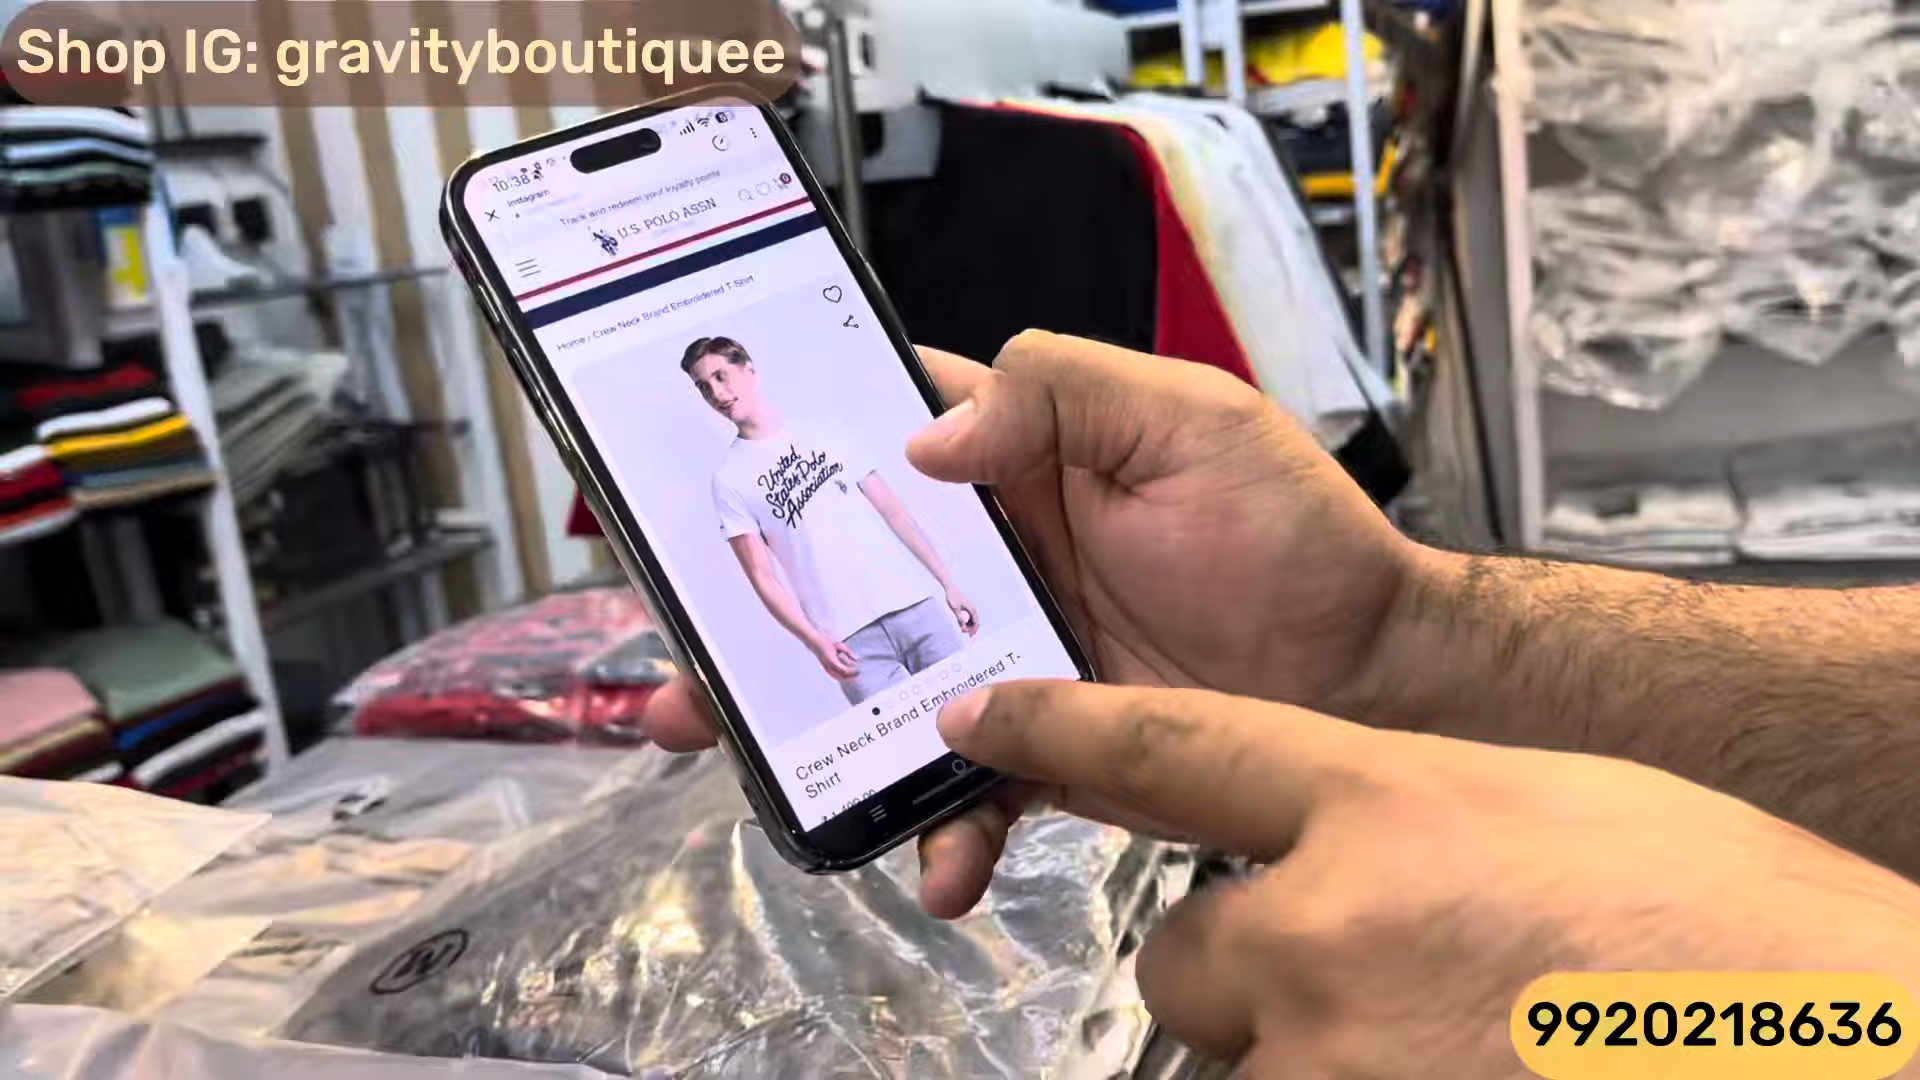 Shop IG: gravityboutiquee
10:38
Instagram
Track and redeem your loyalty points
U.S. POLO ASSN
Home / Crew Neck Brand Embroidered T-Shirt
United
States Polo
Association
Crew Neck Brand Embroidered T-
Shirt
9920218636